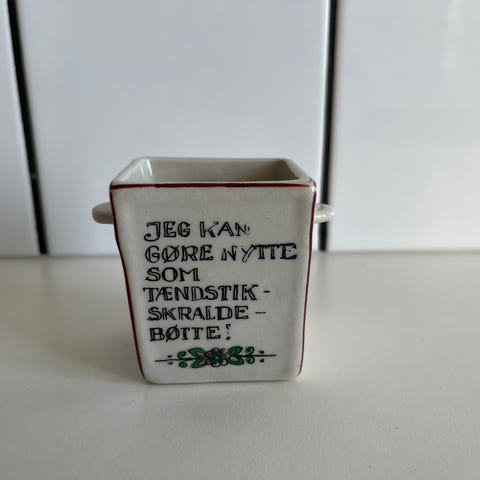 JEG KAN
GØRE NYTTE
SOM
TÆNDSTIK-
SKRALDE-
BØTTE!